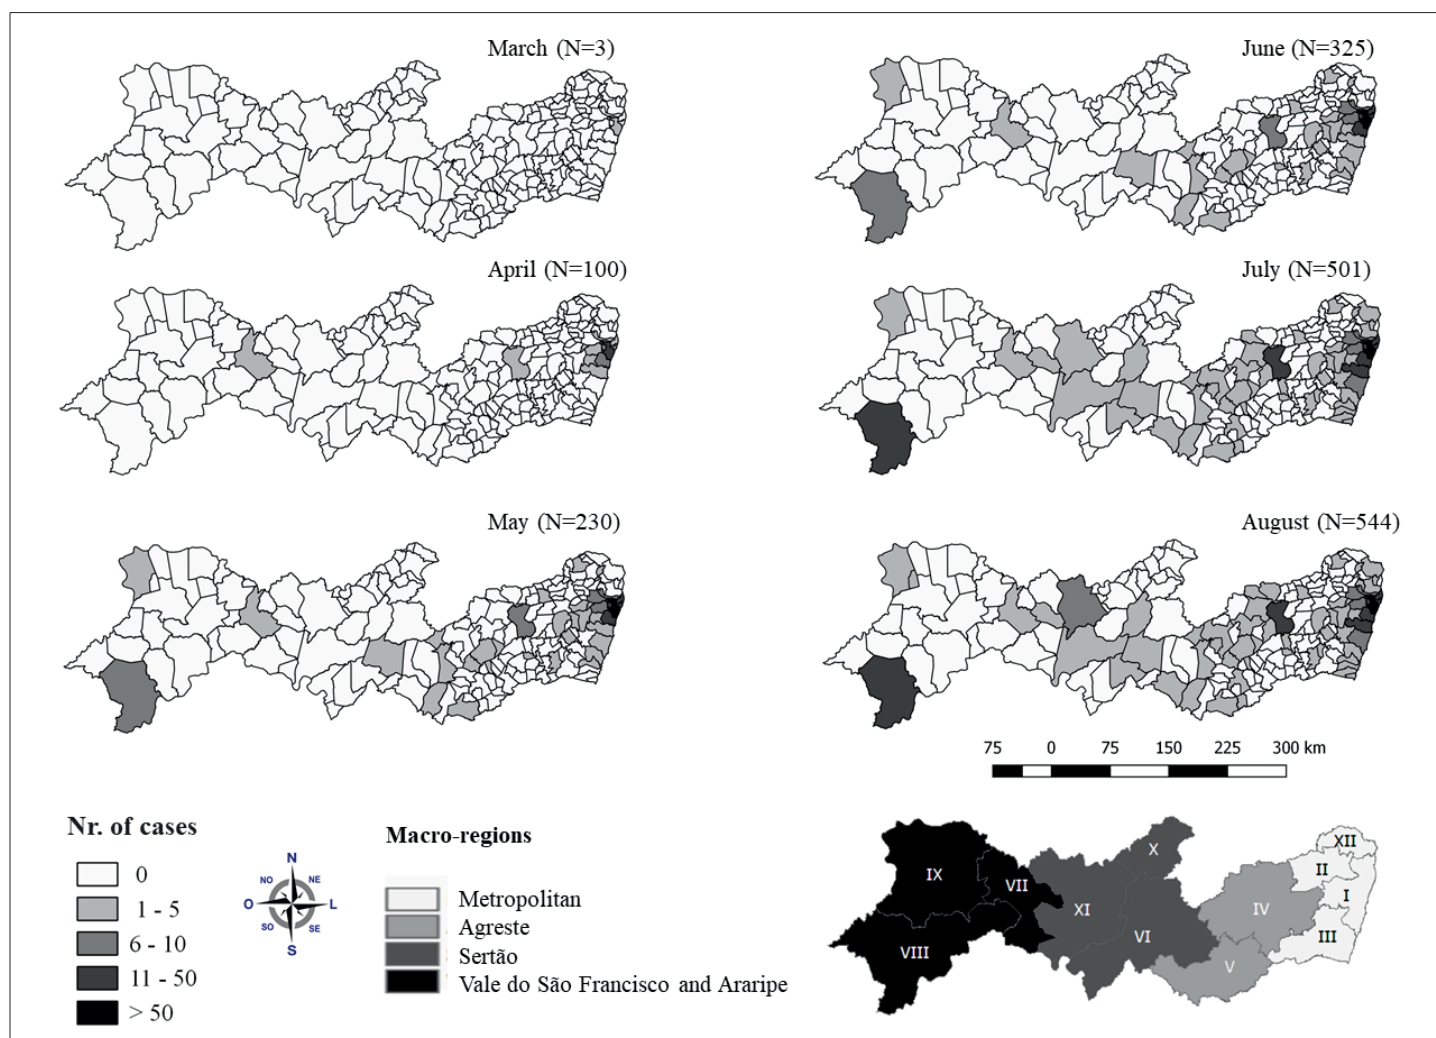 March (N=3)
June (N=325)
April (N=100)
July (N=501)
May (N=230)
August (N=544)
75 0 75 150 225 300 km
Nr. of cases
0
1 - 5
6 - 10
11 - 50
> 50
N
NO NE
O L
SO SE
S
Macro-regions
Metropolitan
Agreste
Sertão
Vale do São Francisco and Araripe
XII
X
II
IX
VII
I
XI
IV
VI
III
VIII
V